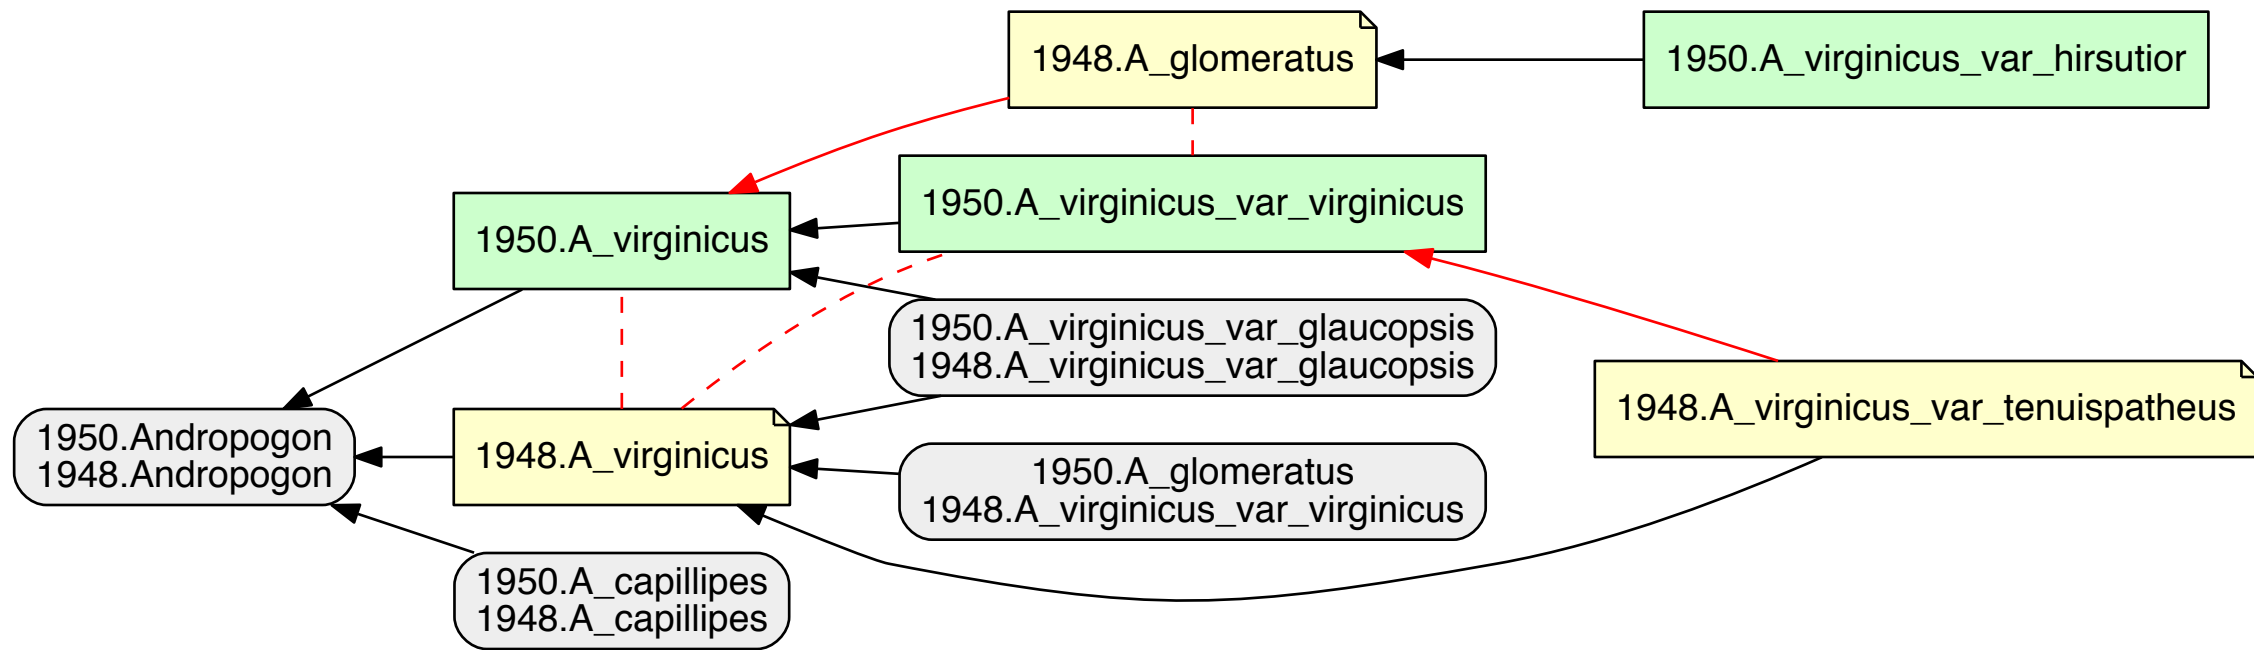 1948.A_glomeratus
1950.A_virginicus_var_hirsutior
1950.A_virginicus_var_virginicus
1950.A_virginicus
1950.A_virginicus_var_glaucopsis
1948.A_virginicus_var_glaucopsis
1948.A_virginicus_var_tenuispatheus
1950.Andropogon
1948.Andropogon
1948.A_virginicus
1950.A_glomeratus
1948.A_virginicus_var_virginicus
1950.A_capillipes
1948.A_capillipes